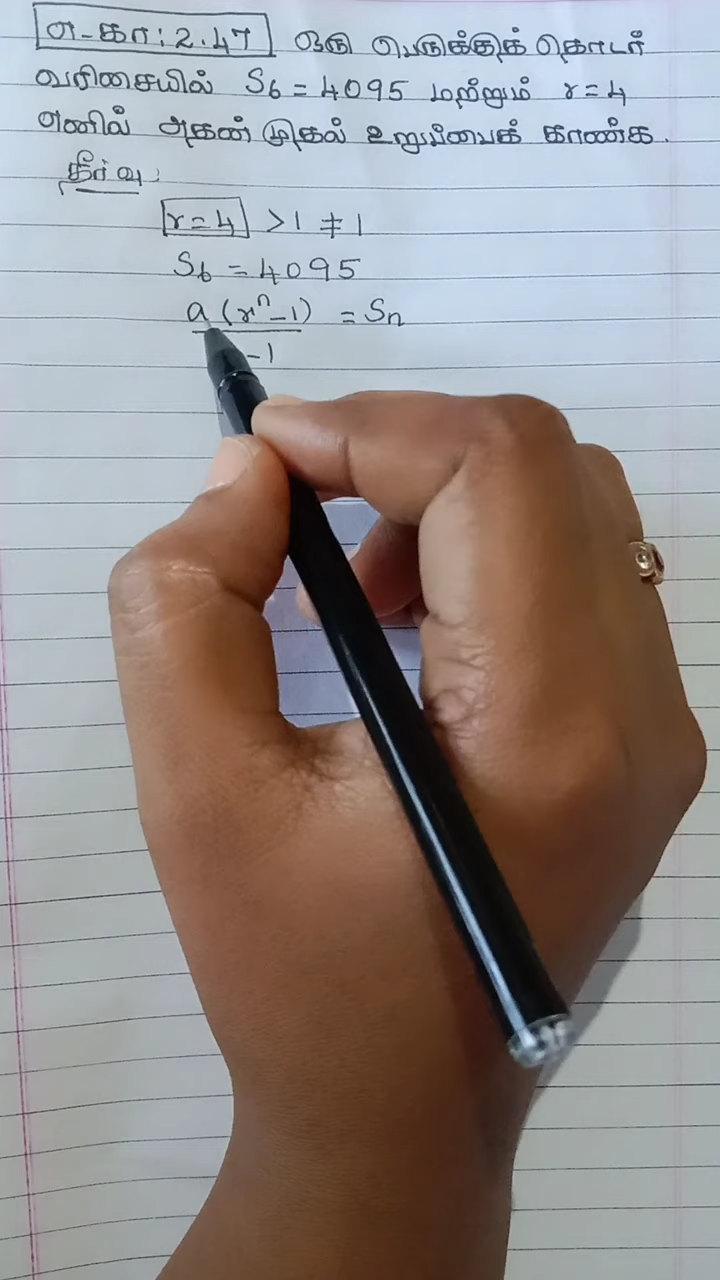 எ-கா : 2.47 ஒரு பெருக்குத் தொடர்
வரிசையில் S₆ = 4095 மற்றும் r = 4
எனில் அதன் முதல் உறுப்பைக் காண்க.
தீர்வு :
r = 4 > 1 ≠ 1
S₆ = 4095
a (rⁿ - 1) = Sₙ
- 1